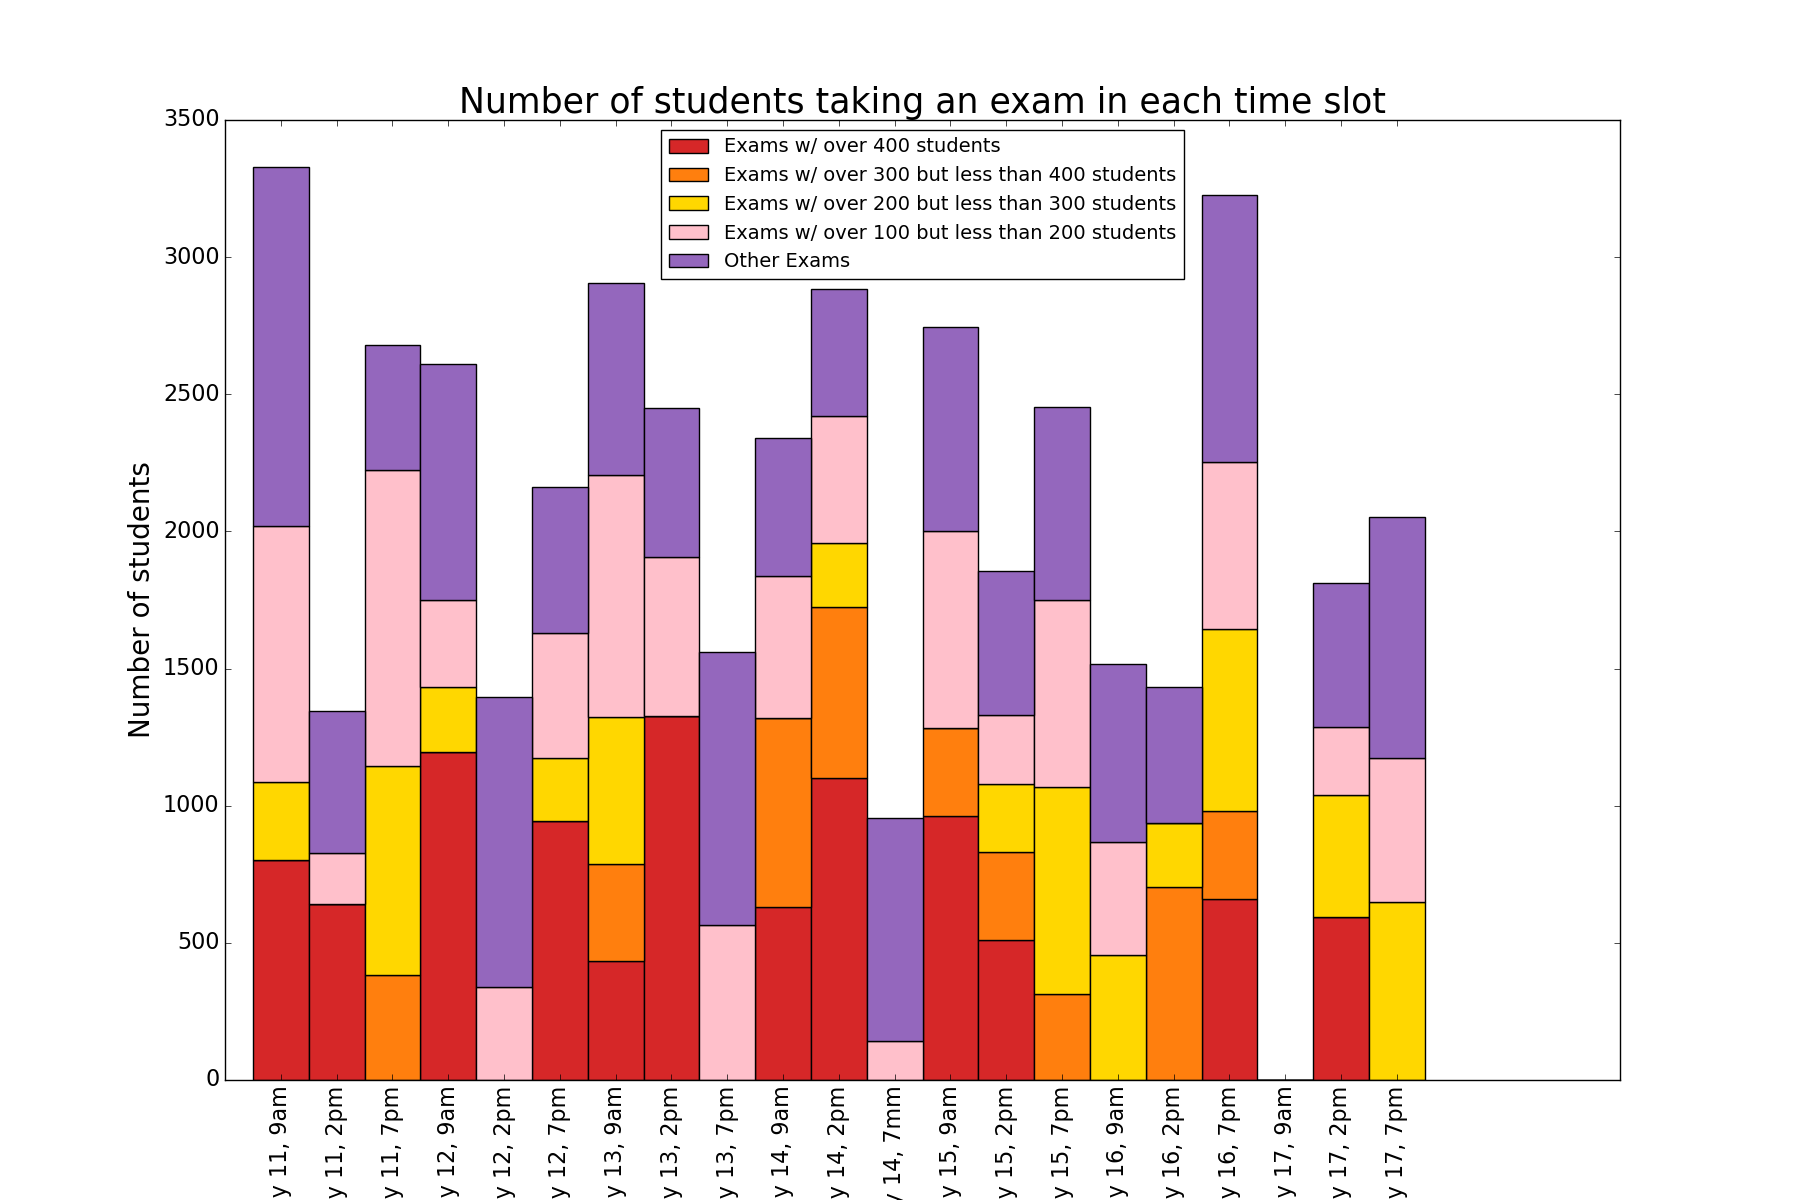 Number of students taking an exam in each time slot
Exams w/ over 400 students
Exams w/ over 300 but less than 400 students
Exams w/ over 200 but less than 300 students
Exams w/ over 100 but less than 200 students
Other Exams
Number of students
3500
3000
2500
2000
1500
1000
500
0
y 11, 9am
y 11, 2pm
y 11, 7pm
y 12, 9am
y 12, 2pm
y 12, 7pm
y 13, 9am
y 13, 2pm
y 13, 7pm
y 14, 9am
y 14, 2pm
y 14, 7mm
y 15, 9am
y 15, 2pm
y 15, 7pm
y 16, 9am
y 16, 2pm
y 16, 7pm
y 17, 9am
y 17, 2pm
y 17, 7pm